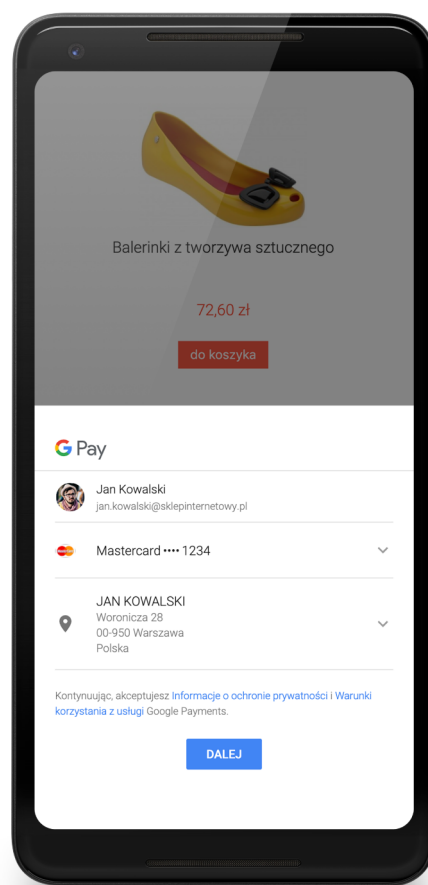 Balerinki z tworzywa sztucznego
72,60 zł
do koszyka
G Pay
Jan Kowalski
jan.kowalski@sklepinternetowy.pl
Mastercard •••• 1234
JAN KOWALSKI
Woronicza 28
00-950 Warszawa
Polska
Kontynuując, akceptujesz Informacje o ochronie prywatności i Warunki
korzystania z usługi Google Payments.
DALEJ